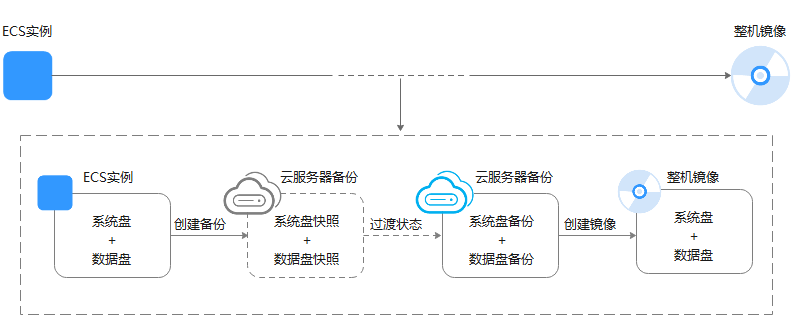 ECS实例
整机镜像
ECS实例
云服务器备份
云服务器备份
整机镜像
系统盘
+
数据盘
创建备份
系统盘快照
+
数据盘快照
过渡状态
系统盘备份
+
数据盘备份
创建镜像
系统盘
+
数据盘